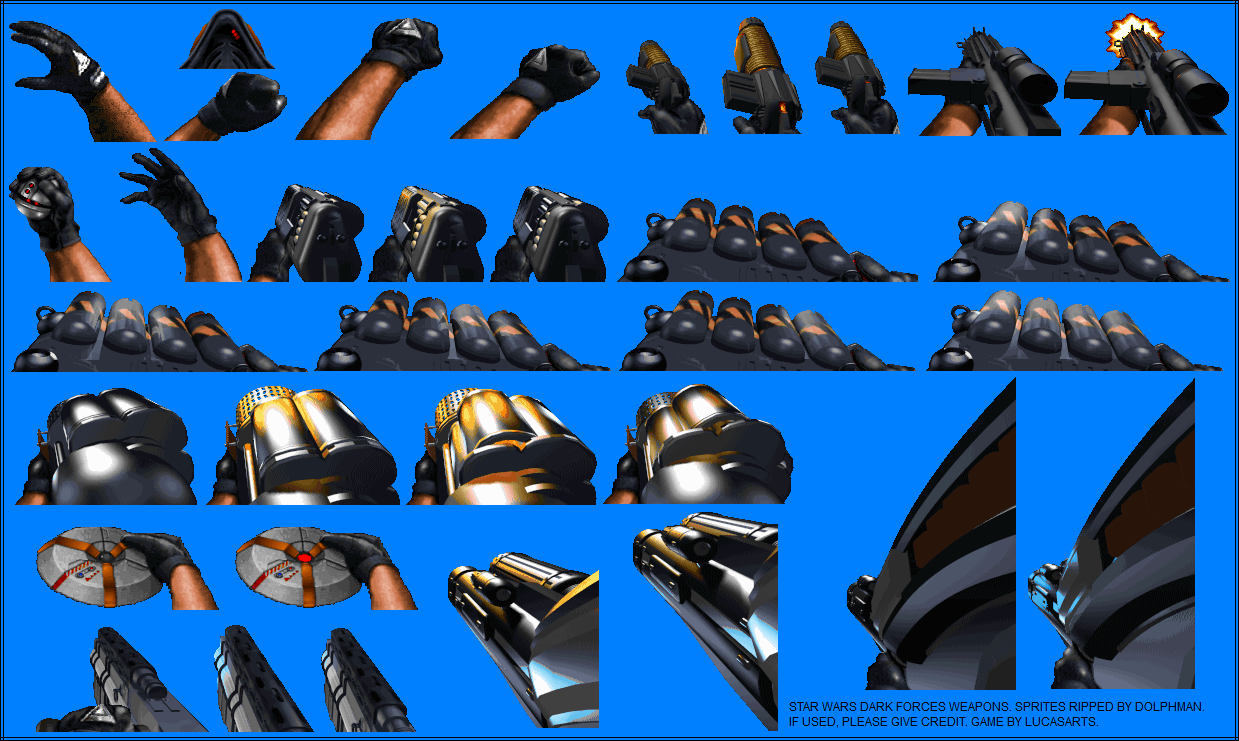 STAR WARS DARK FORCES WEAPONS. SPRITES RIPPED BY DOLPHMAN.
IF USED, PLEASE GIVE CREDIT. GAME BY LUCASARTS.